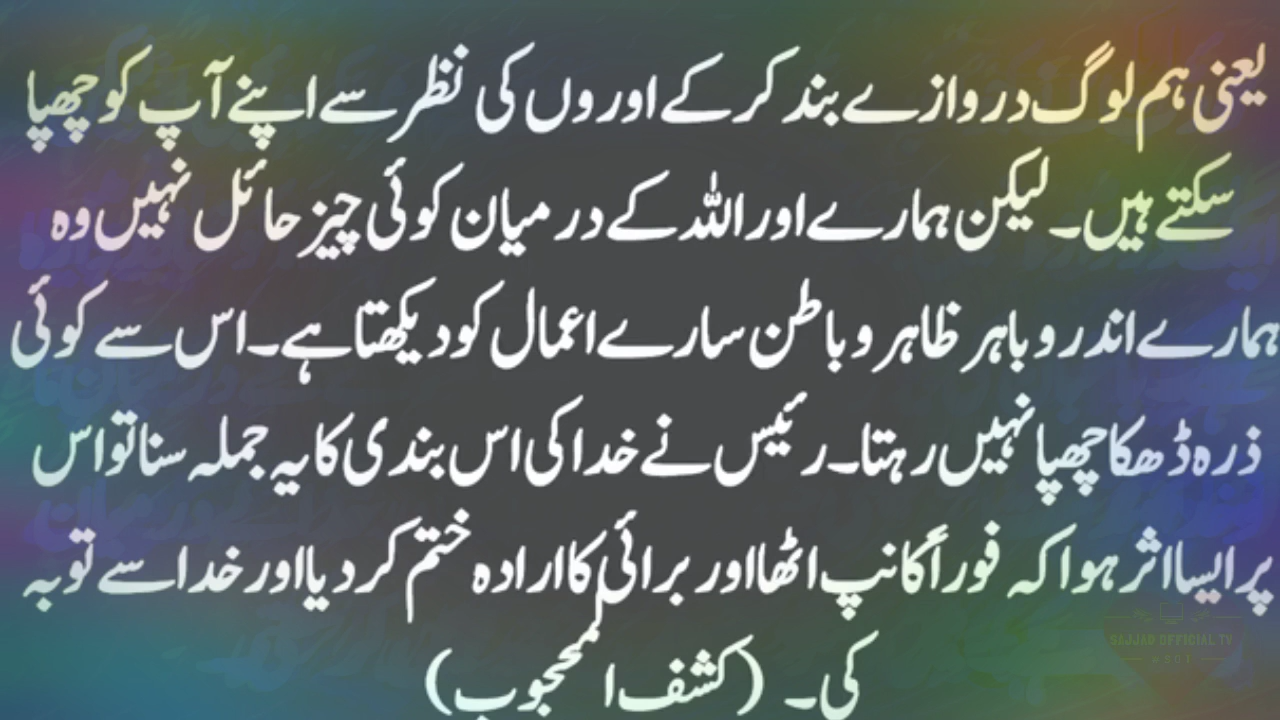 یعنی ہم لوگ دروازے بند کر کے اوروں کی نظر سے اپنے آپ کو چھپا
سکتے ہیں۔ لیکن ہمارے اور اللہ کے درمیان کوئی چیز حائل نہیں وہ
ہمارے اندر و باہر ظاہر و باطن سارے اعمال کو دیکھتا ہے۔ اس سے کوئی
ذرہ ڈھکا چھپا نہیں رہتا۔ رئیس نے خدا کی اس بندی کا یہ جملہ سنا تو اس
پر ایسا اثر ہوا کہ فوراً کانپ اٹھا اور برائی کا ارادہ ختم کر دیا اور خدا سے توبہ
کی۔ (کشف المحجوب)
SAJJAD OFFICIAL TV
SOT